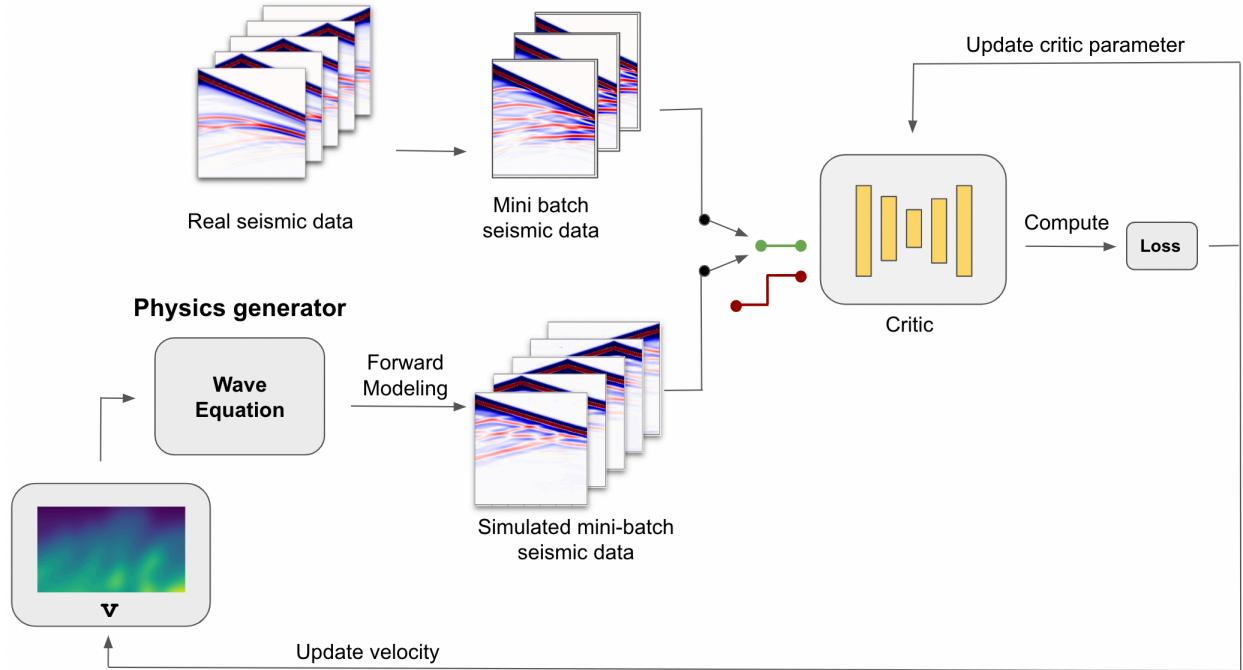 Update critic parameter
Real seismic data
Mini batch
seismic data
Compute
Loss
Critic
Physics generator
Wave
Equation
Forward
Modeling
Simulated mini-batch
seismic data
v
Update velocity